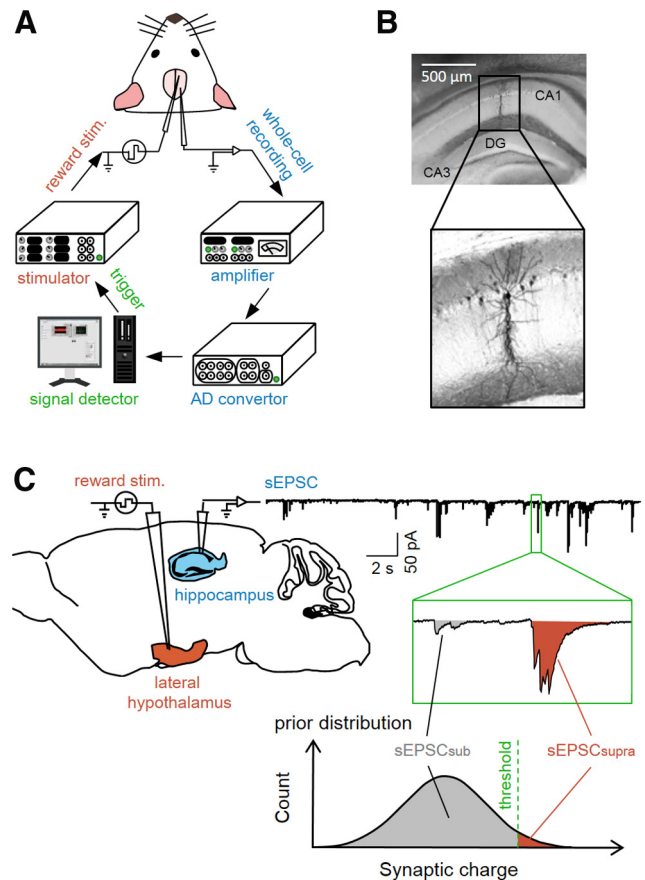 A
reward stim.
whole-cell
recording
stimulator
amplifier
trigger
signal detector
AD convertor
B
500 µm
CA1
DG
CA3
C
reward stim.
sEPSC
2 s
50 pA
hippocampus
lateral
hypothalamus
prior distribution
sEPSCsub
sEPSCsupra
threshold
Count
Synaptic charge